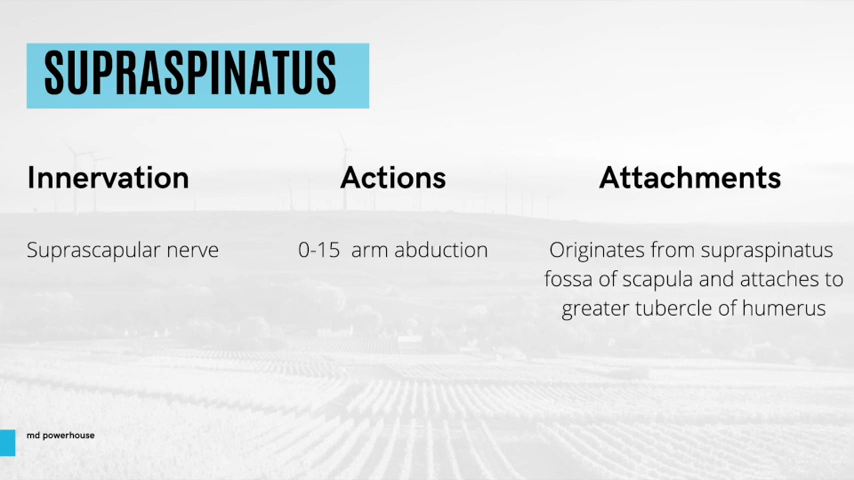 SUPRASPINATUS
Innervation
Suprascapular nerve
Actions
0-15 arm abduction
Attachments
Originates from supraspinatus
fossa of scapula and attaches to
greater tubercle of humerus
md powerhouse